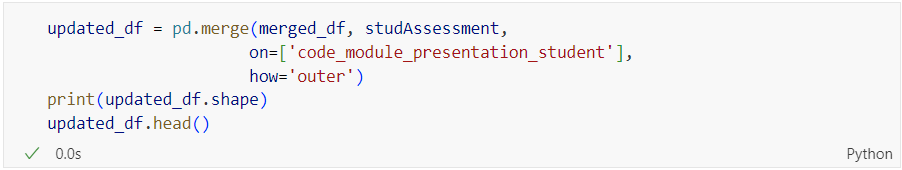 updated_df = pd.merge(merged_df, studAssessment,
on=['code_module_presentation_student'],
how='outer')
print(updated_df.shape)
updated_df.head()
0.0s
Python